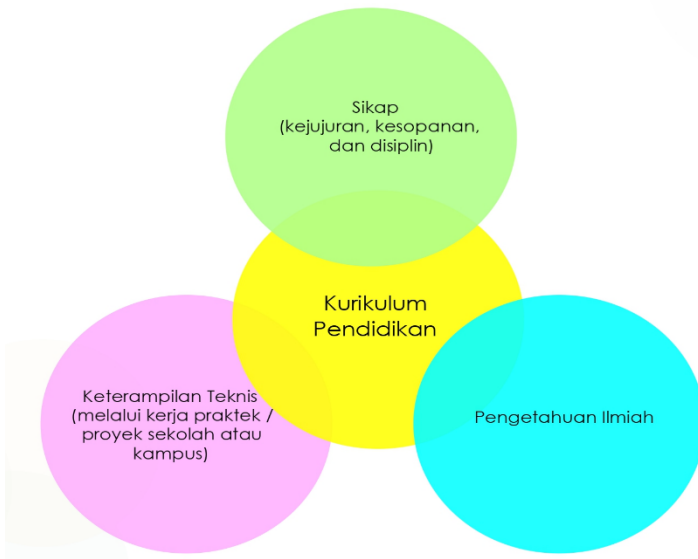 Sikap
(kejujuran, kesopanan,
dan disiplin)
Kurikulum
Pendidikan
Keterampilan Teknis
(melalui kerja praktek /
proyek sekolah atau
kampus)
Pengetahuan Ilmiah